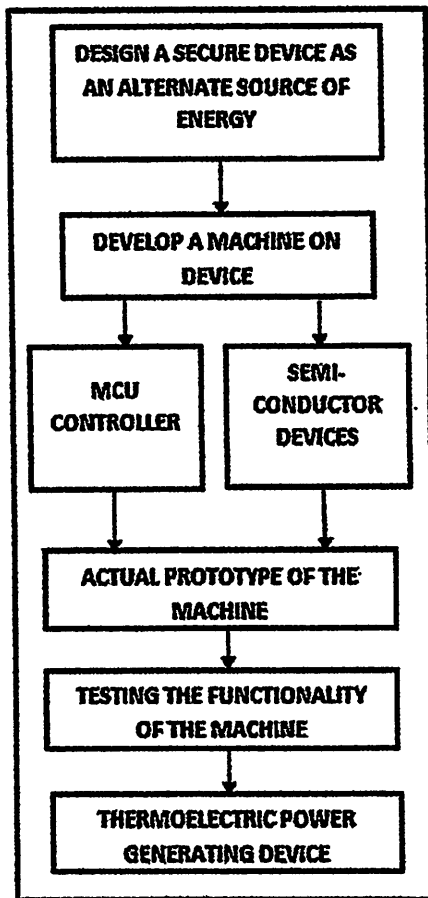 DESIGN A SECURE DEVICE AS
AN ALTERNATE SOURCE OF
ENERGY
DEVELOP A MACHINE ON
DEVICE
MCU
CONTROLLER
SEMI-
CONDUCTOR
DEVICES
ACTUAL PROTOTYPE OF THE
MACHINE
TESTING THE FUNCTIONALITY
OF THE MACHINE
THERMOELECTRIC POWER
GENERATING DEVICE